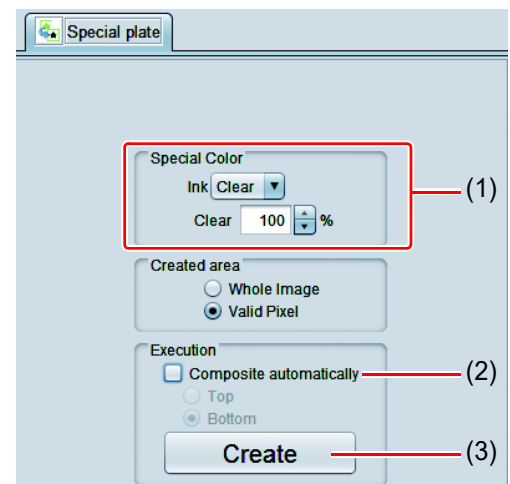 Special plate
Special Color
Ink Clear
(1)
Clear 100 %
Created area
Whole Image
Valid Pixel
Execution
Composite automatically
(2)
Top
Bottom
Create
(3)